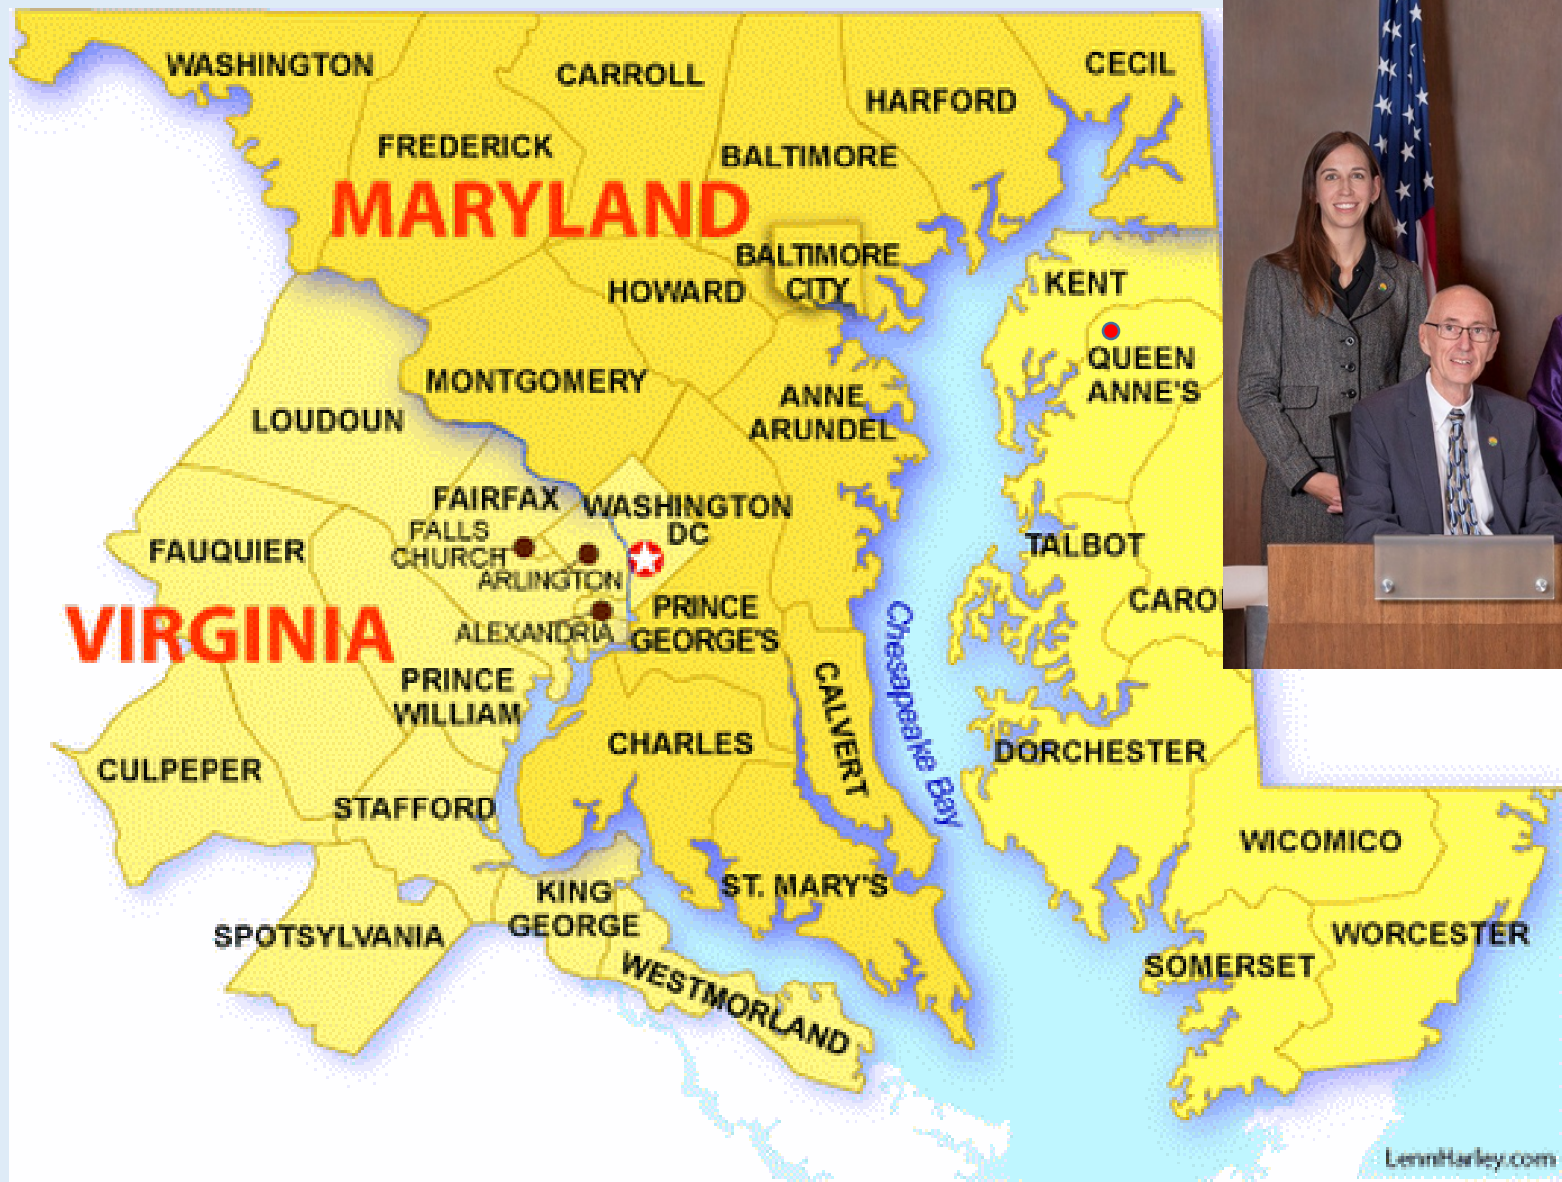 WASHINGTON
CARROLL
CECIL
HARFORD
FREDERICK
BALTIMORE
MARYLAND
BALTIMORE
CITY
HOWARD
KENT
QUEEN
ANNE'S
MONTGOMERY
ANNE
ARUNDEL
LOUDOUN
FAIRFAX
WASHINGTON
DC
FALLS
CHURCH
FAUQUIER
ARLINGTON
TALBOT
CARO
VIRGINIA
PRINCE
GEORGE'S
ALEXANDRIA
PRINCE
WILLIAM
CALVERT
Chesapeake Bay
CHARLES
DORCHESTER
CULPEPER
STAFFORD
WICOMICO
ST. MARY'S
KING
GEORGE
SPOTSYLVANIA
WORCESTER
SOMERSET
WESTMORLAND
LennHarley.com